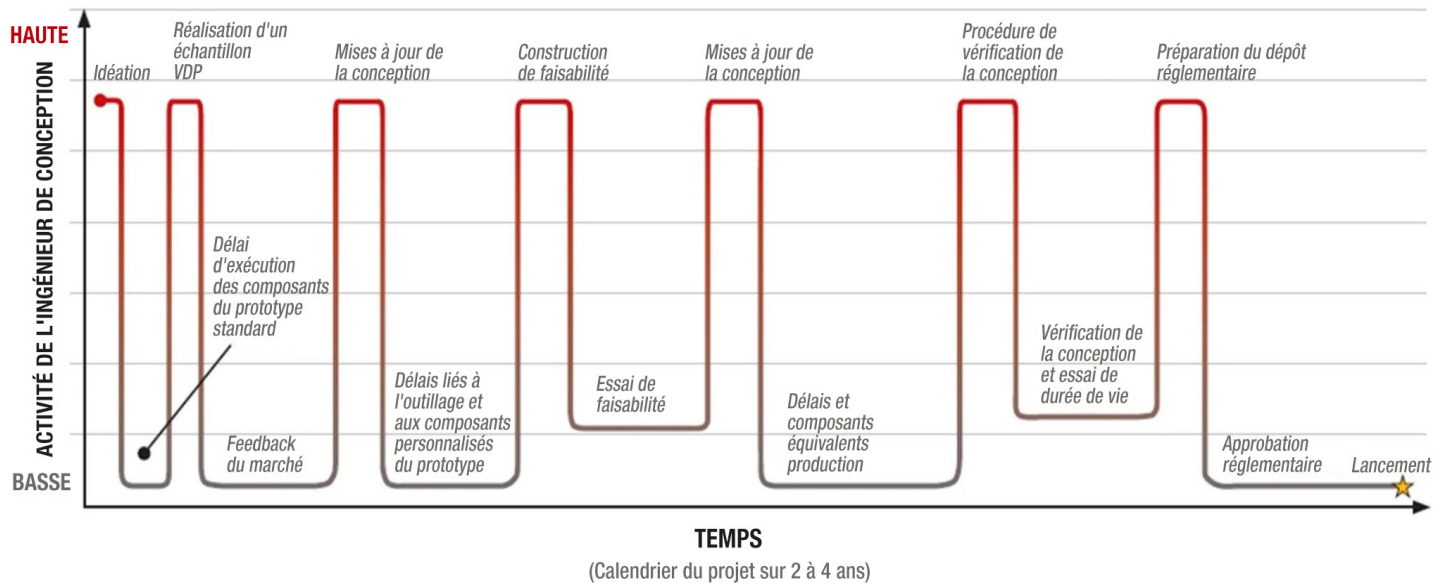 HAUTE
ACTIVITÉ DE L'INGÉNIEUR DE CONCEPTION
BASSE
Idéation
Réalisation d'un
échantillon
VDP
Mises à jour de
la conception
Construction
de faisabilité
Mises à jour de
la conception
Procédure de
vérification de
la conception
Préparation du dépôt
réglementaire
Délai
d'exécution
des composants
du prototype
standard
Feedback
du marché
Délais liés à
l'outillage et
aux composants
personnalisés
du prototype
Essai de
faisabilité
Délais et
composants
équivalents
production
Vérification de
la conception
et essai de
durée de vie
Approbation
réglementaire
Lancement
TEMPS
(Calendrier du projet sur 2 à 4 ans)